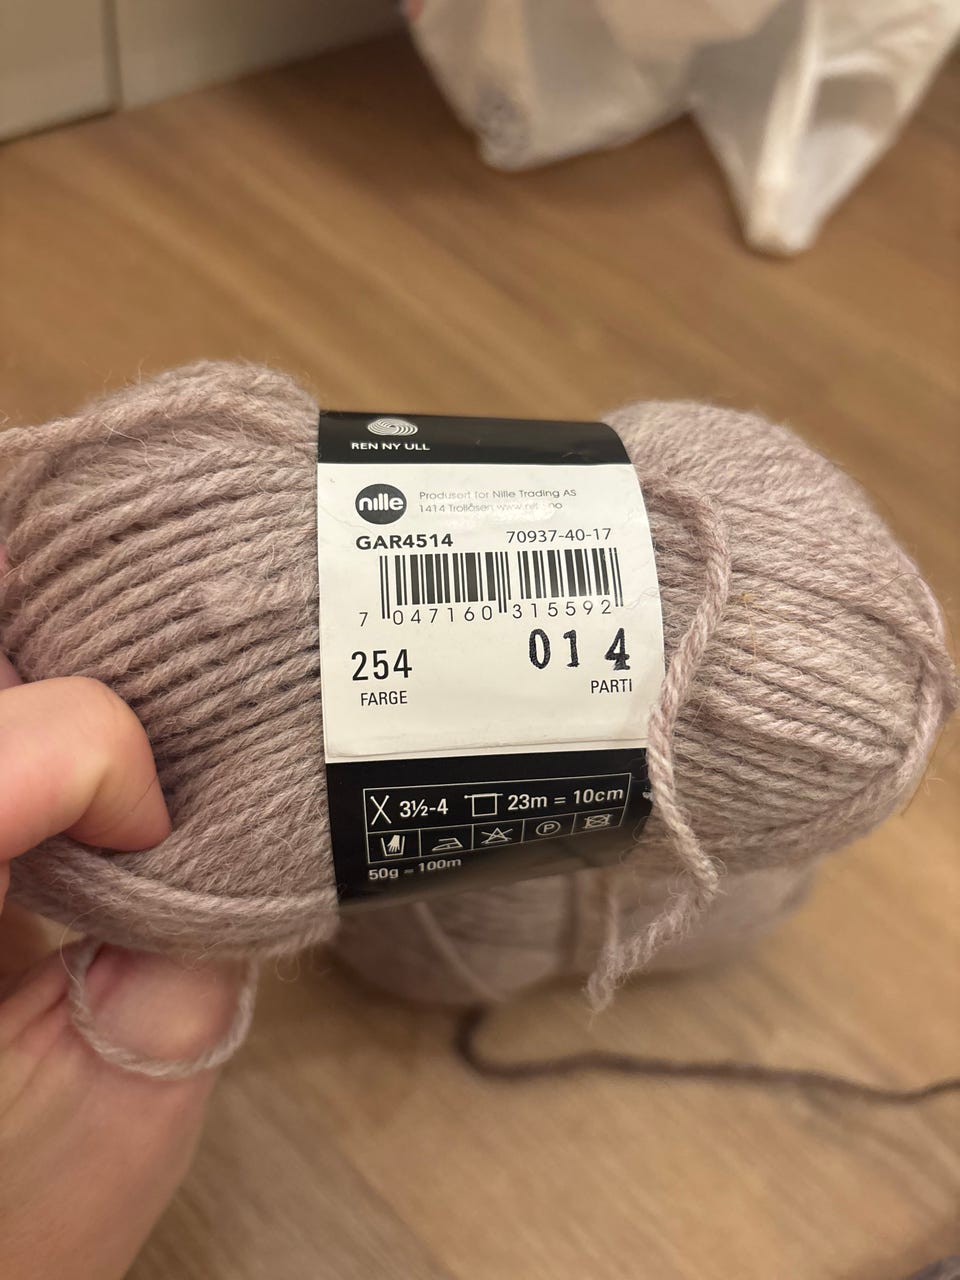 REN NY ULL
nille
Produsert for Nille Trading AS
1414 Trollåsen
GAR4514 70937-40-17
7 047160 315592
254 014
FARGE PARTI
3½-4 23m = 10cm
P
50g = 100m